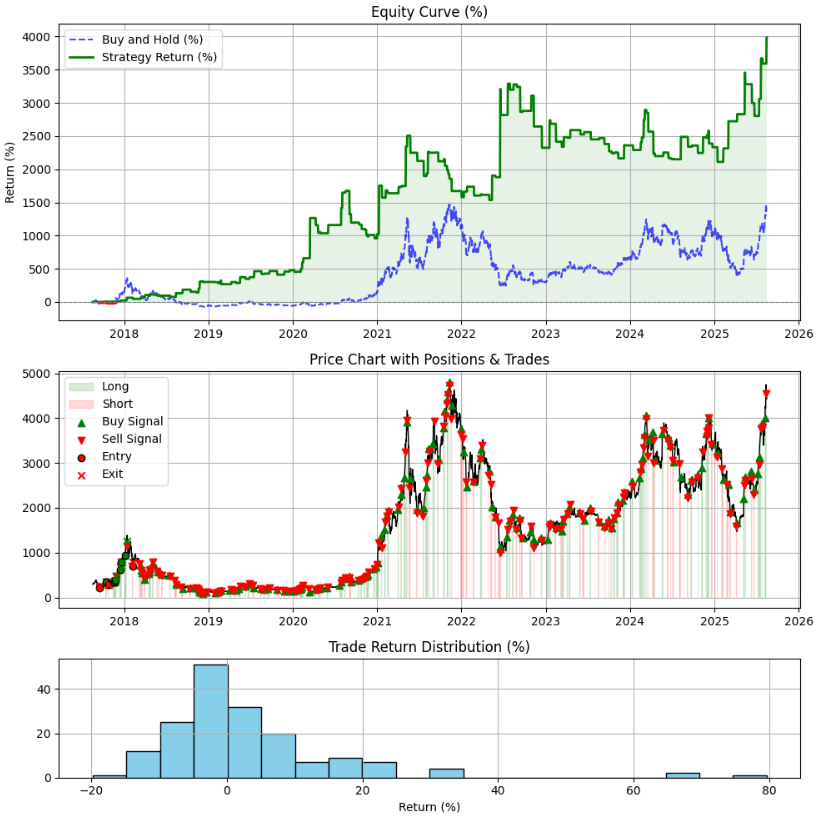 Equity Curve (%)
Return (%)
4000
3500
3000
2500
2000
1500
1000
500
0
Buy and Hold (%)
Strategy Return (%)
2018 2019 2020 2021 2022 2023 2024 2025 2026
Price Chart with Positions & Trades
5000
4000
3000
2000
1000
0
Long
Short
Buy Signal
Sell Signal
Entry
Exit
2018 2019 2020 2021 2022 2023 2024 2025 2026
Trade Return Distribution (%)
40
20
0
−20 0 20 40 60 80
Return (%)